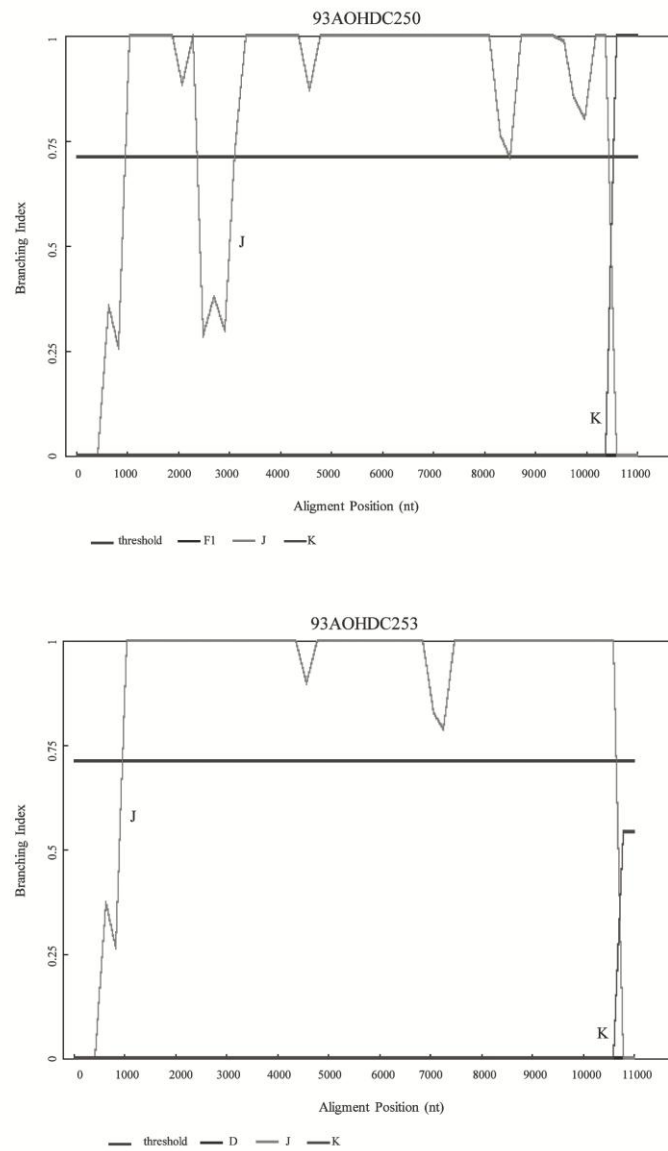 93AOHDC250
1
0.75
0.5
0.25
0
Branching Index
J
K
0 1000 2000 3000 4000 5000 6000 7000 8000 9000 10000 11000
Aligment Position (nt)
threshold F1 J K
93AOHDC253
1
0.75
0.5
0.25
0
Branching Index
J
K
0 1000 2000 3000 4000 5000 6000 7000 8000 9000 10000 11000
Aligment Position (nt)
threshold D J K